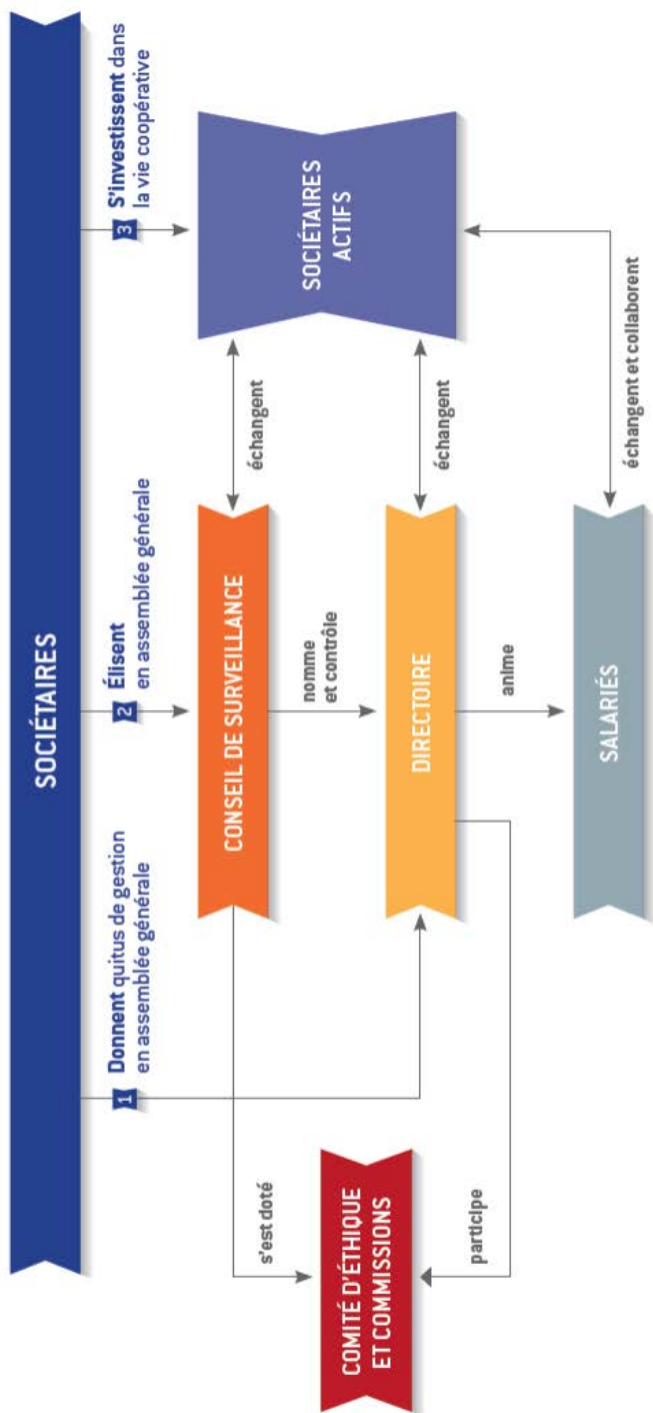 SOCIÉTAIRES
1 Donnent quitus de gestion
en assemblée générale
2 Élisent
en assemblée générale
3 S'investissent dans
la vie coopérative
CONSEIL DE SURVEILLANCE
échangent
SOCIÉTAIRES
ACTIFS
s'est doté
nomme
et contrôle
COMITÉ D'ÉTHIQUE
ET COMMISSIONS
DIRECTOIRE
échangent
participe
anime
SALARIÉS
échangent et collaborent